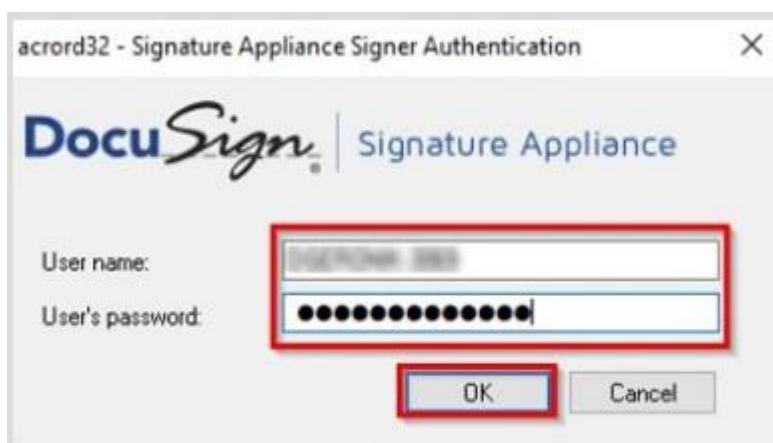 acrord32 - Signature Appliance Signer Authentication
DocuSign® | Signature Appliance
User name:
User's password:
●●●●●●●●●●●●●
OK Cancel